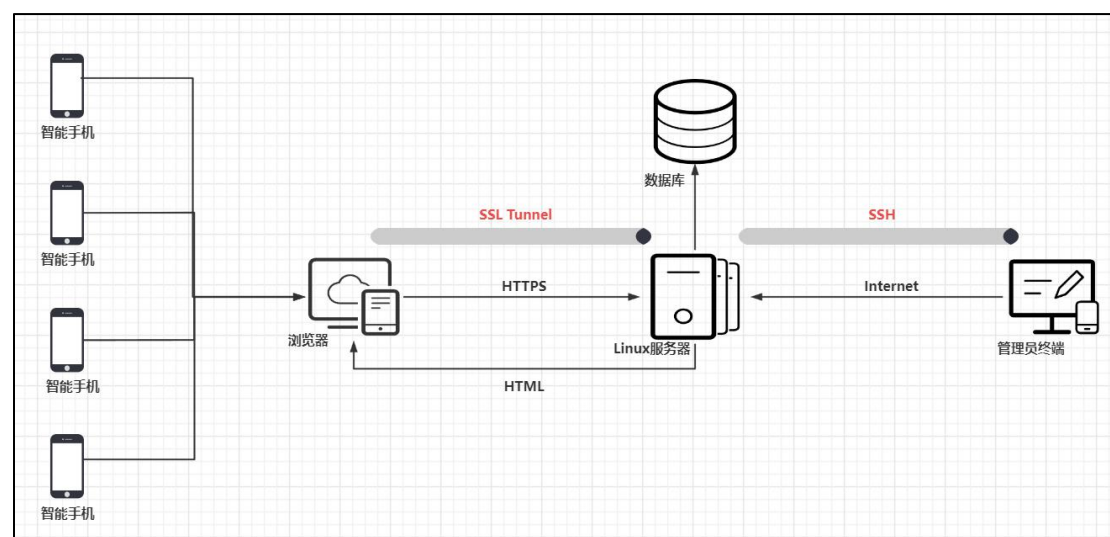 智能手机
数据库
SSL Tunnel
SSH
智能手机
HTTPS
Internet
浏览器
Linux服务器
管理员终端
HTML
智能手机
智能手机